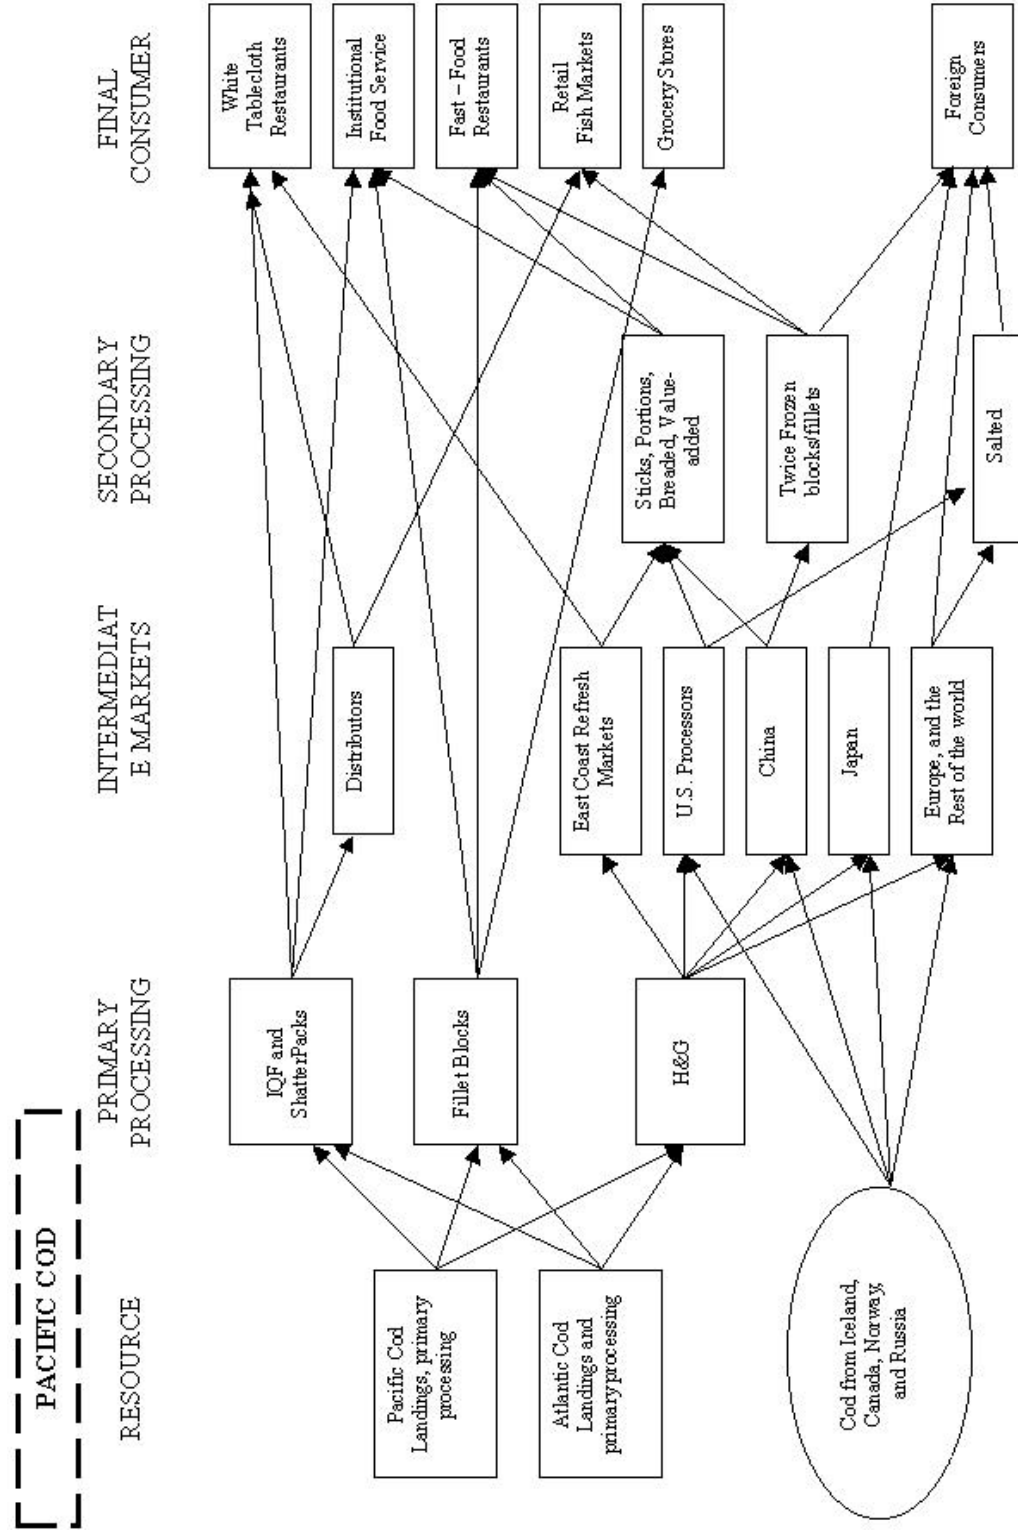 PACIFIC COD
RESOURCE
PRIMARY
PROCESSING
INTERMEDIAT
E MARKETS
SECONDARY
PROCESSING
FINAL
CONSUMER
Pacific Cod
Landings, primary
processing
Atlantic Cod
Landings and
primary processing
Cod from Iceland,
Canada, Norway,
and Russia
IQF and
ShatterPacks
Fillet Blocks
H&G
Distributors
East Coast Refresh
Markets
U.S. Processors
China
Japan
Europe, and the
Rest of the world
Sticks, Portions,
Breaded, Value-
added
Twice Frozen
blocks/fillets
Salted
White
Tablecloth
Restaurants
Institutional
Food Service
Fast – Food
Restaurants
Retail
Fish Markets
Grocery Stores
Foreign
Consumers